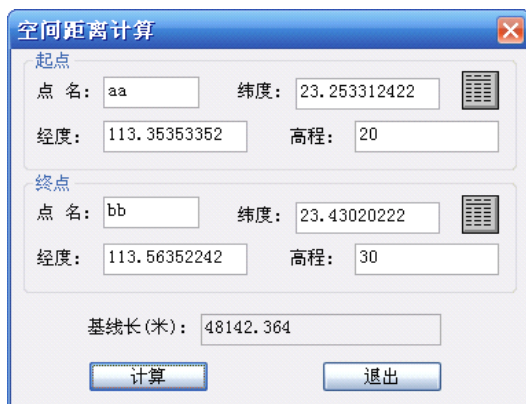 空间距离计算
起点
点 名: aa 纬度: 23.253312422
经度: 113.35353352 高程: 20
终点
点 名: bb 纬度: 23.43020222
经度: 113.56352242 高程: 30
基线长(米): 48142.364
计算 退出